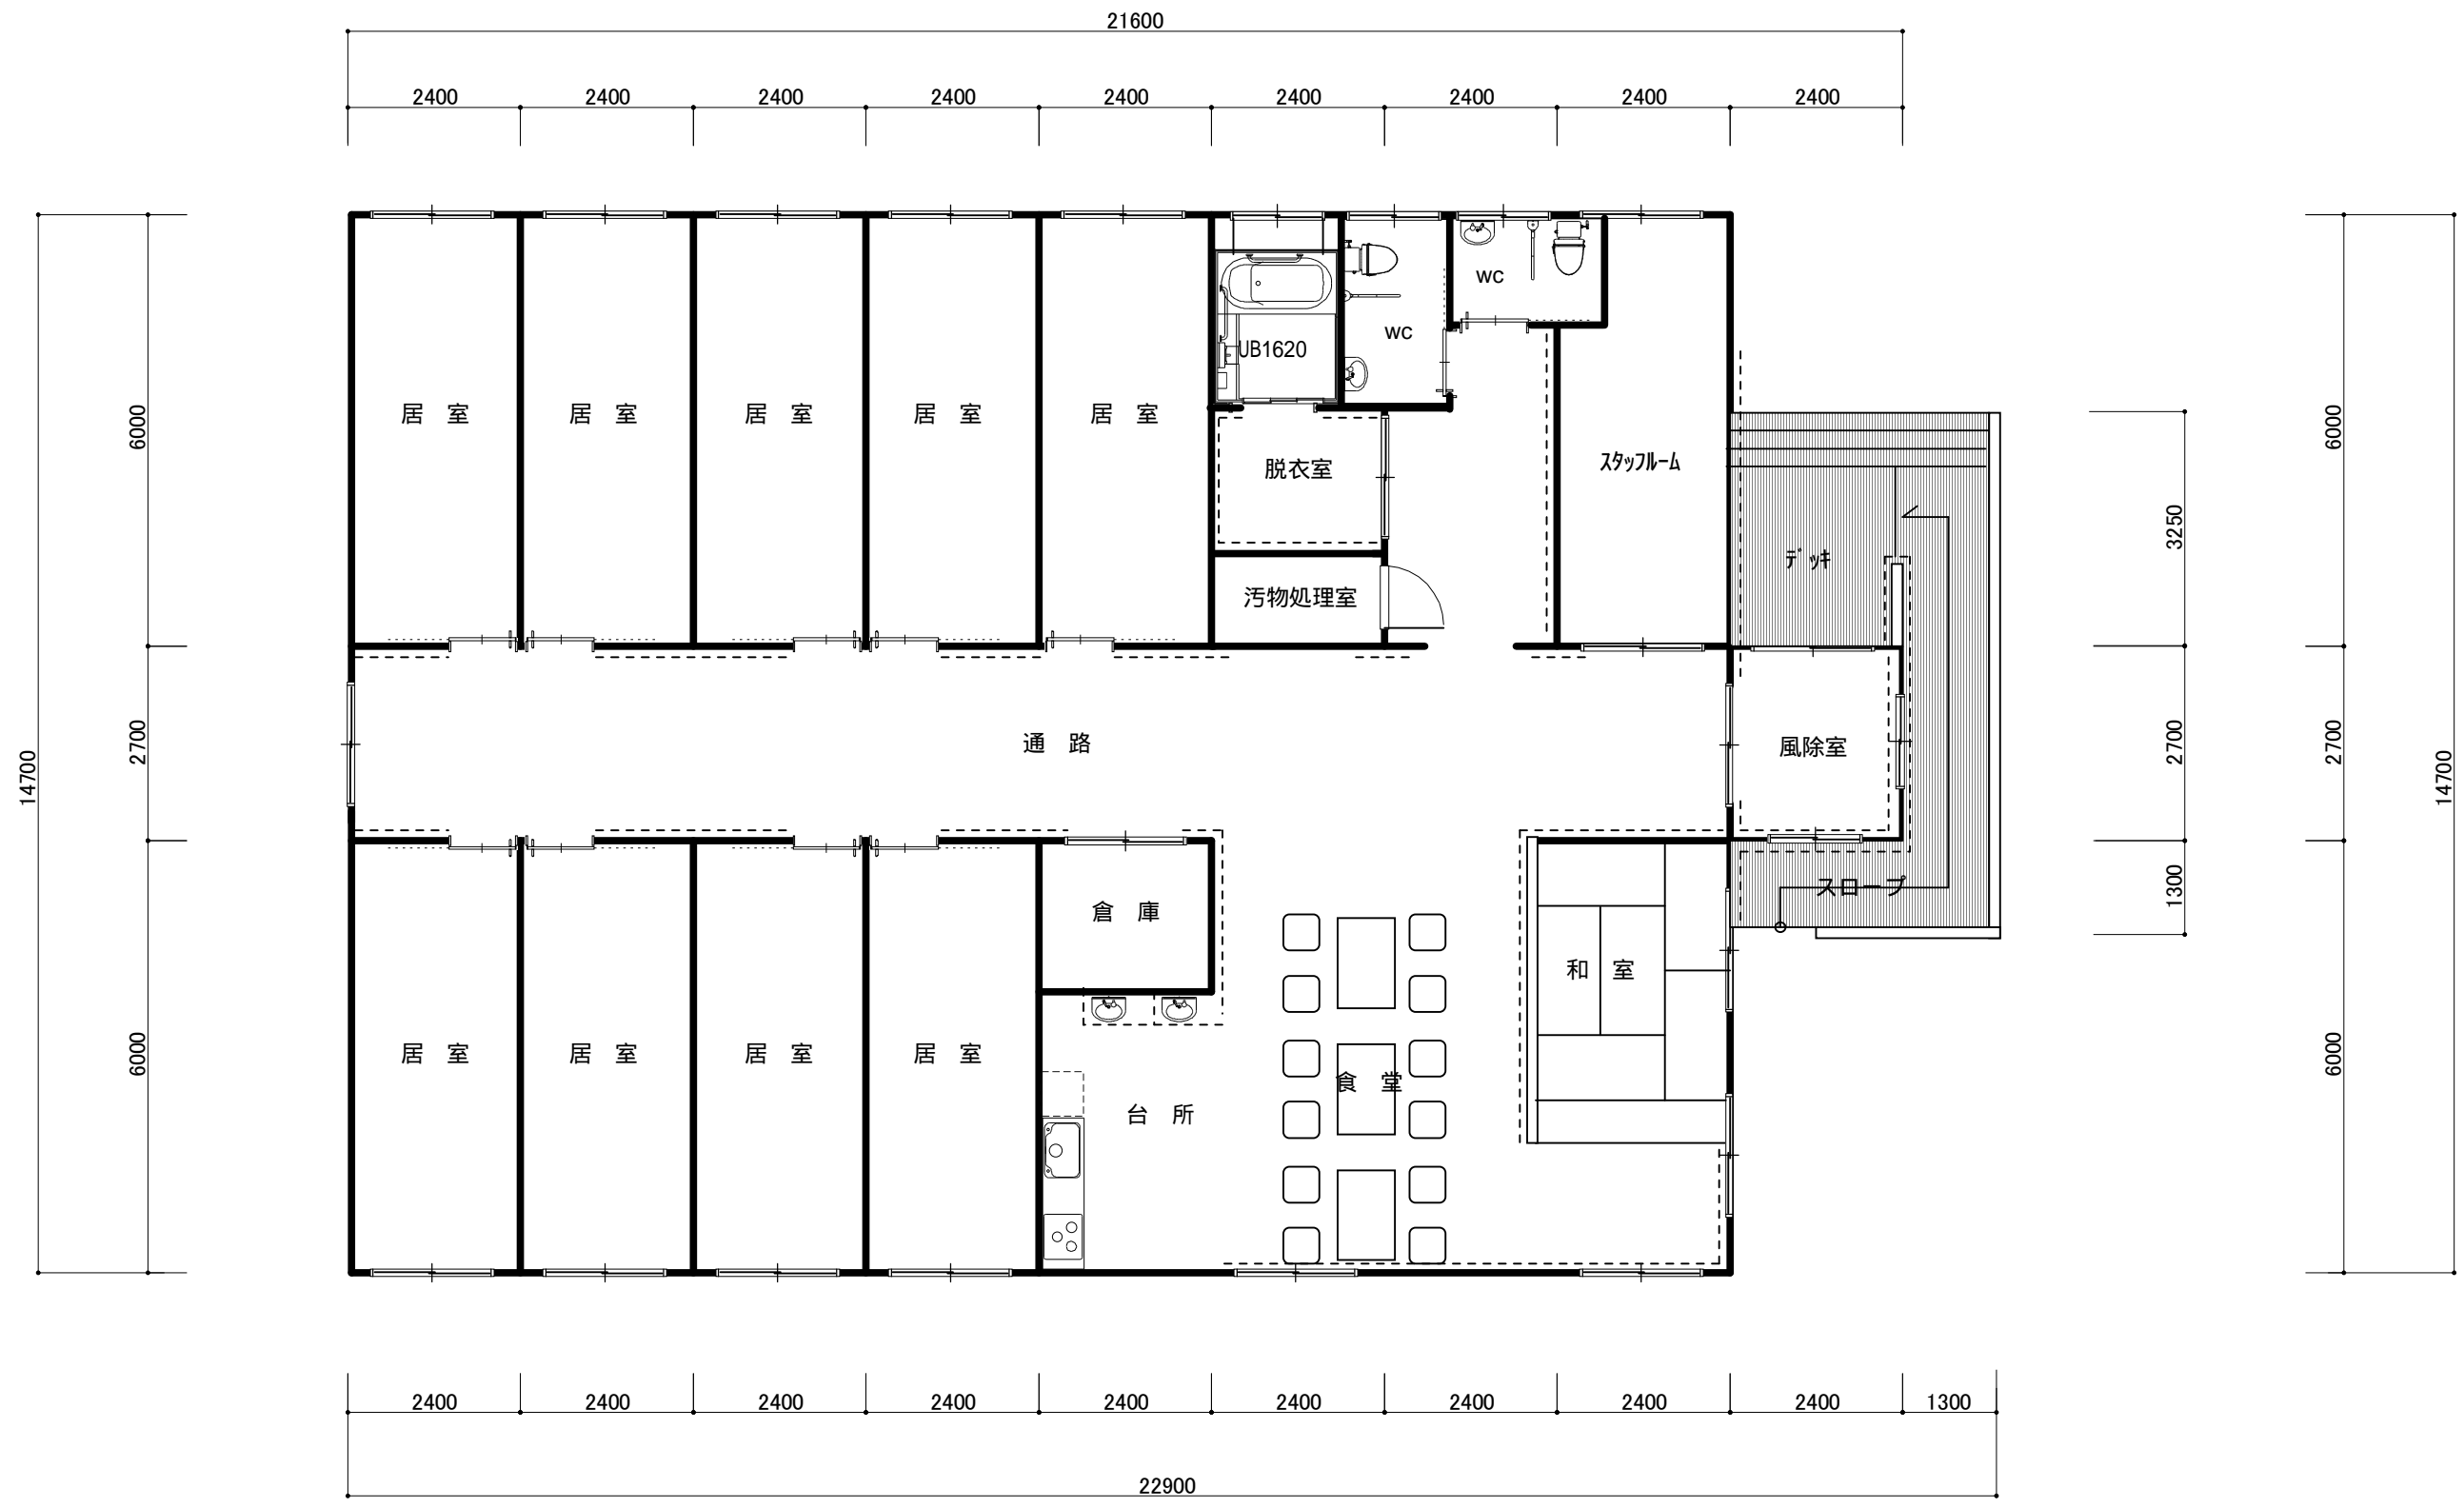 21600
2400 2400 2400 2400 2400 2400 2400 2400 2400
wc
wc
UB1620
居 室 居 室 居 室 居 室 居 室
6000
6000
脱衣室
スタッフルーム
3250
デッキ
汚物処理室
14700
2700
通 路
風除室
2700
2700
14700
スロープ
1300
倉 庫
和 室
居 室 居 室 居 室 居 室
6000
食 堂
6000
台 所
2400 2400 2400 2400 2400 2400 2400 2400 2400 1300
22900